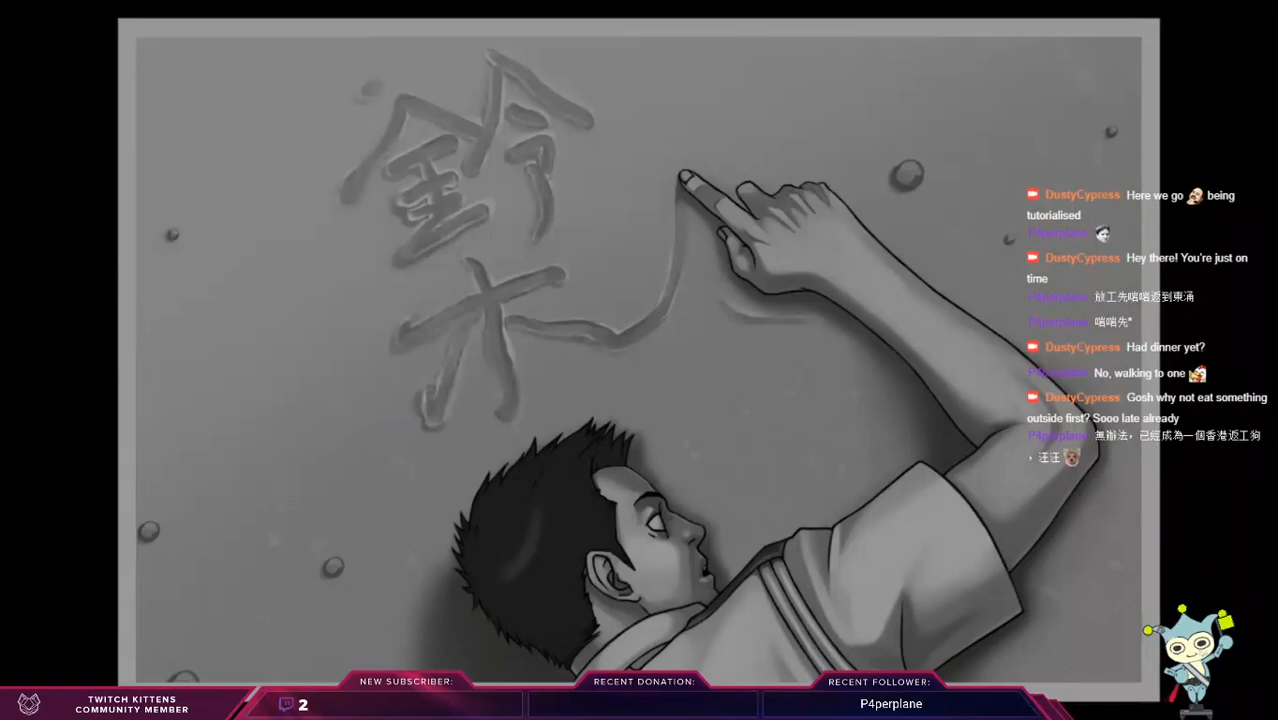 鈴
木
DustyCypress Here we go being
tutorialised
P4perplane
DustyCypress Hey there! You're just on
time
P4perplane 放工先啱啱返到東涌
P4perplane 啱啱先*
DustyCypress Had dinner yet?
P4perplane No, walking to one
DustyCypress Gosh why not eat something
outside first? Sooo late already
P4perplane 無辦法，已經成為一個香港返工狗
，汪汪
TWITCH KITTENS
COMMUNITY MEMBER
NEW SUBSCRIBER:
2
RECENT DONATION:
RECENT FOLLOWER:
P4perplane